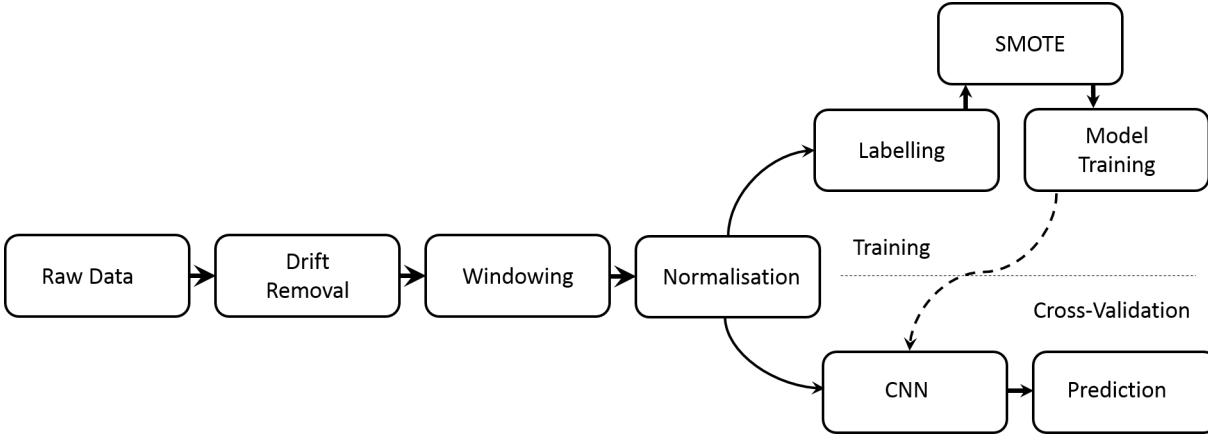 SMOTE
Labelling
Model
Training
Raw Data
Drift
Removal
Windowing
Normalisation
Training
Cross-Validation
CNN
Prediction